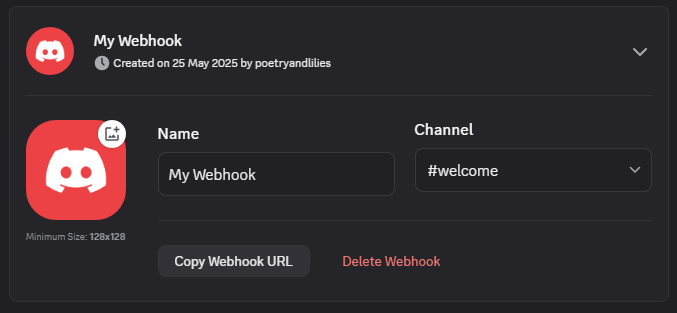 My Webhook
Created on 25 May 2025 by poetryandlilies
Name
Channel
My Webhook
#welcome
Minimum Size: 128x128
Copy Webhook URL
Delete Webhook